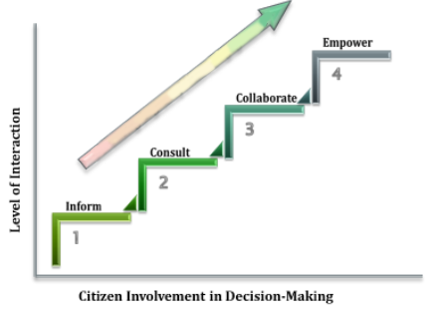 Empower
4
Collaborate
3
Consult
2
Inform
1
Level of Interaction
Citizen Involvement in Decision-Making